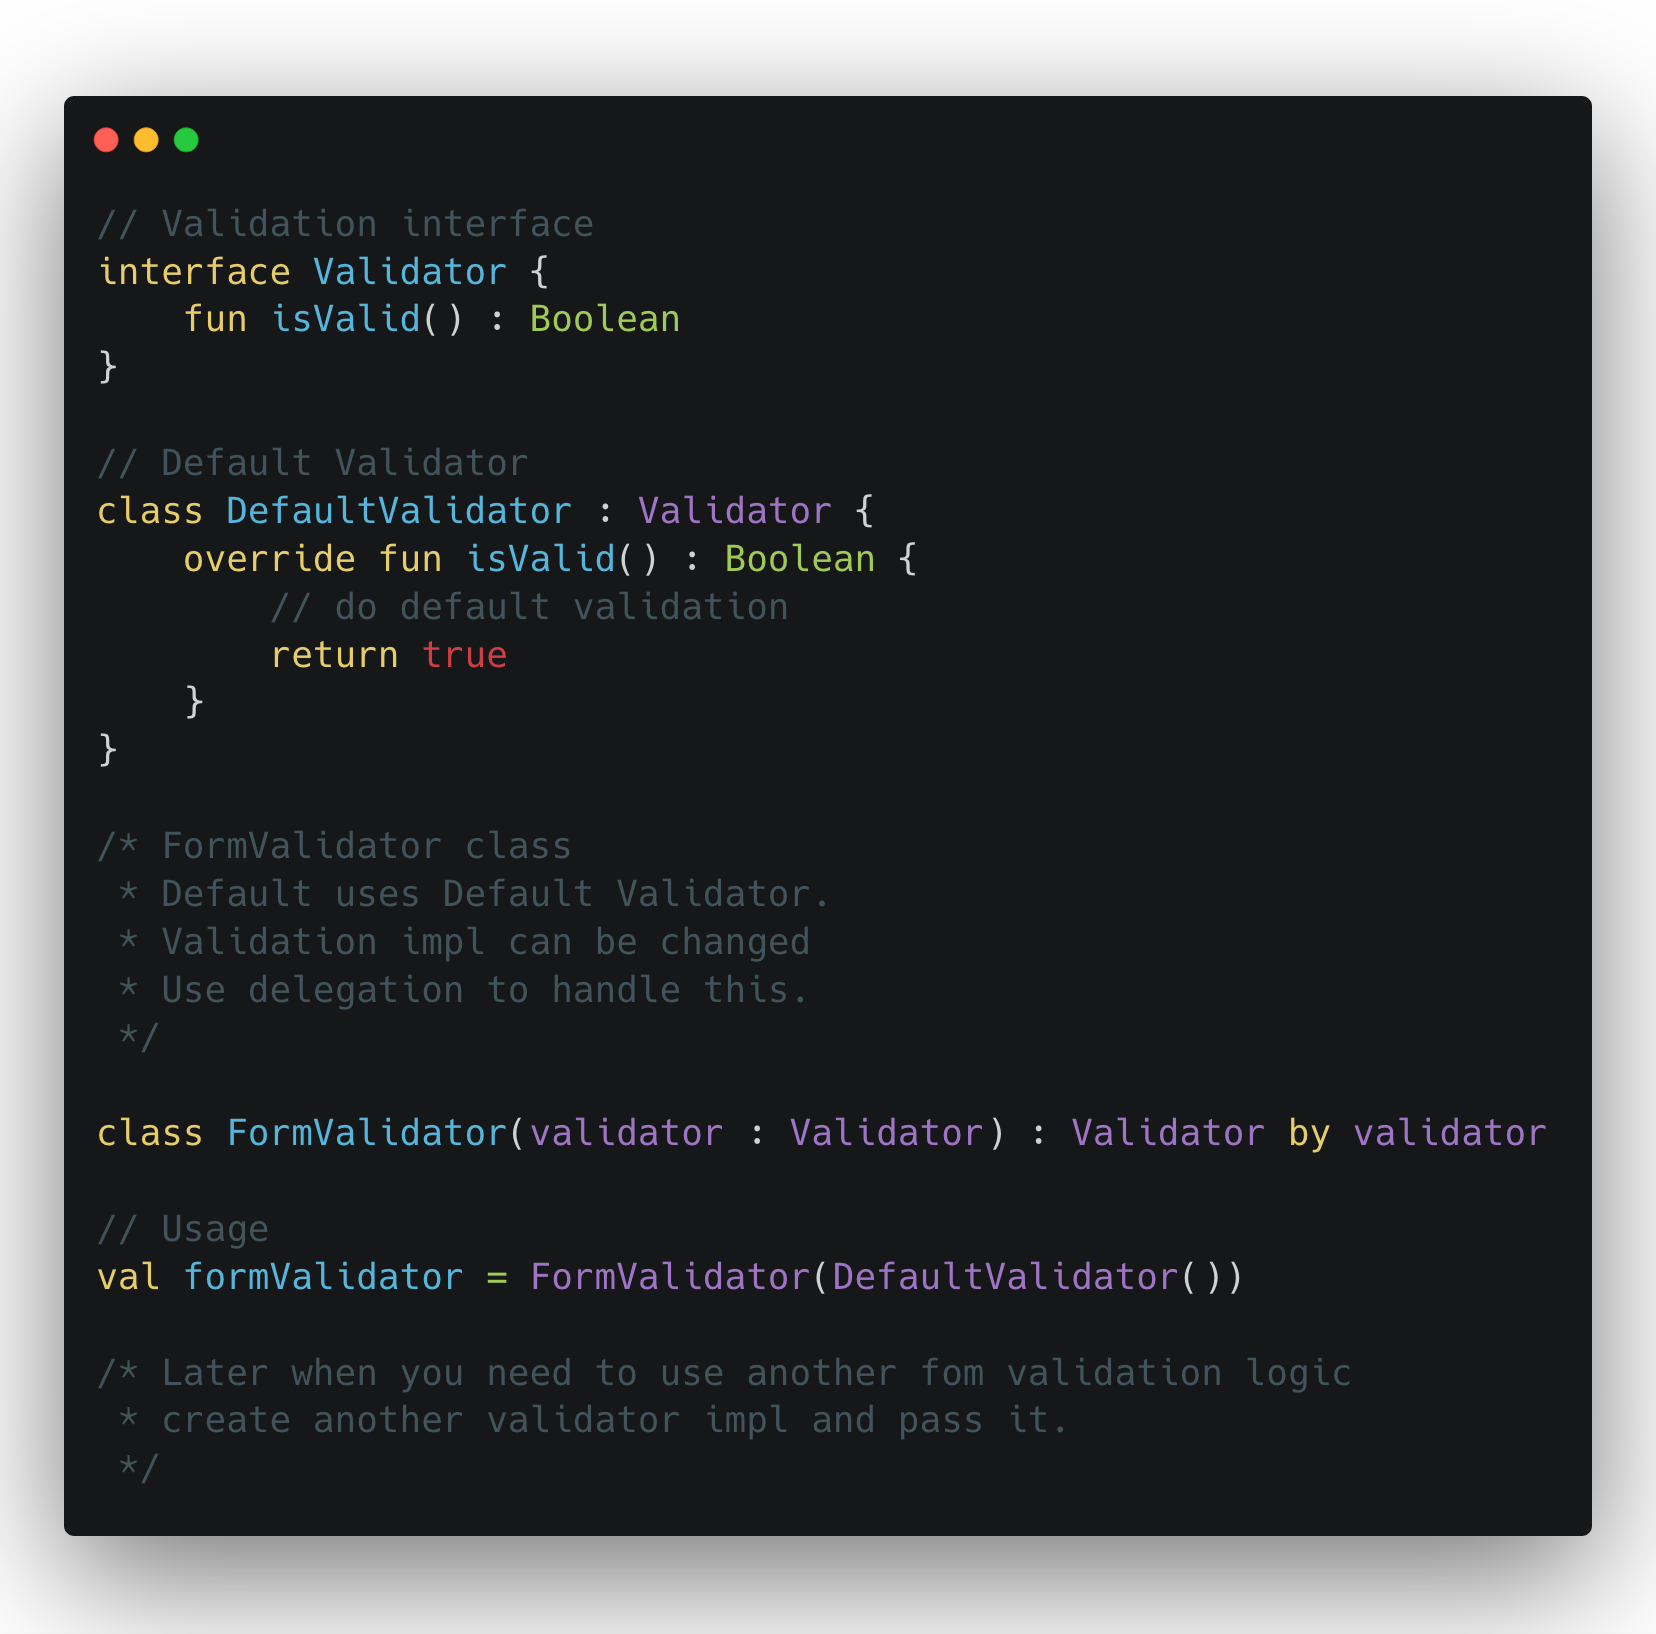 // Validation interface
interface Validator {
    fun isValid() : Boolean
}

// Default Validator
class DefaultValidator : Validator {
    override fun isValid() : Boolean {
        // do default validation
        return true
    }
}

/* FormValidator class
 * Default uses Default Validator.
 * Validation impl can be changed
 * Use delegation to handle this.
 */

class FormValidator(validator : Validator) : Validator by validator

// Usage
val formValidator = FormValidator(DefaultValidator())

/* Later when you need to use another fom validation logic
 * create another validator impl and pass it.
 */